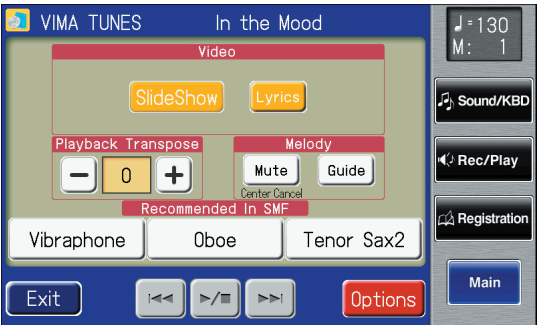 VIMA TUNES In the Mood
♩=130
M: 1
Video
SlideShow Lyrics
Sound/KBD
Playback Transpose Melody
− 0 + Mute Guide
Center Cancel
Rec/Play
Recommended In SMF
Registration
Vibraphone Oboe Tenor Sax2
Main
Exit Options